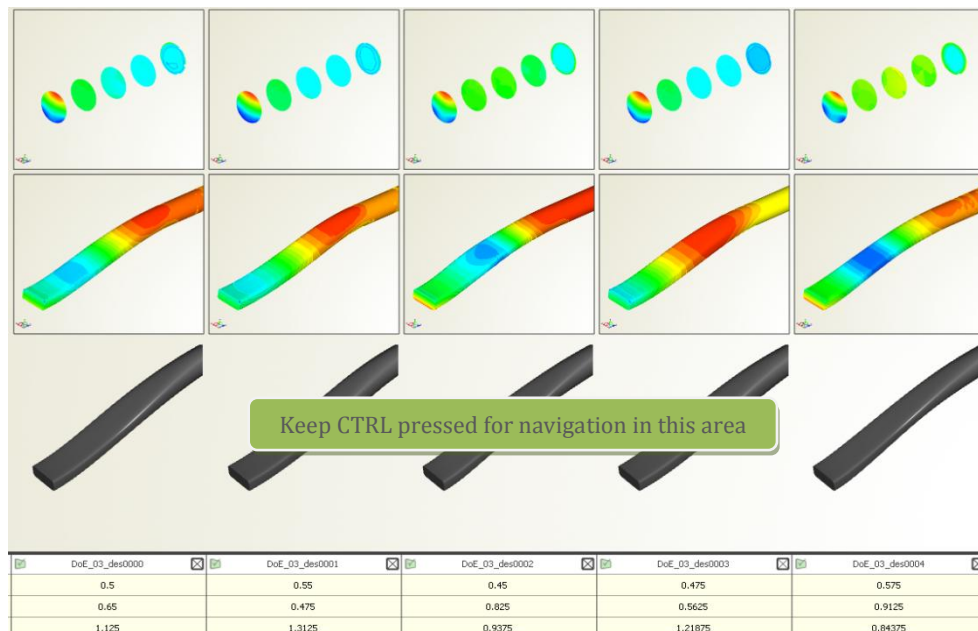 Keep CTRL pressed for navigation in this area
DoE_03_des0000 DoE_03_des0001 DoE_03_des0002 DoE_03_des0003 DoE_03_des0004
0.5 0.55 0.45 0.475 0.575
0.65 0.475 0.825 0.5625 0.9125
1.125 1.3125 0.9375 1.21875 0.84375